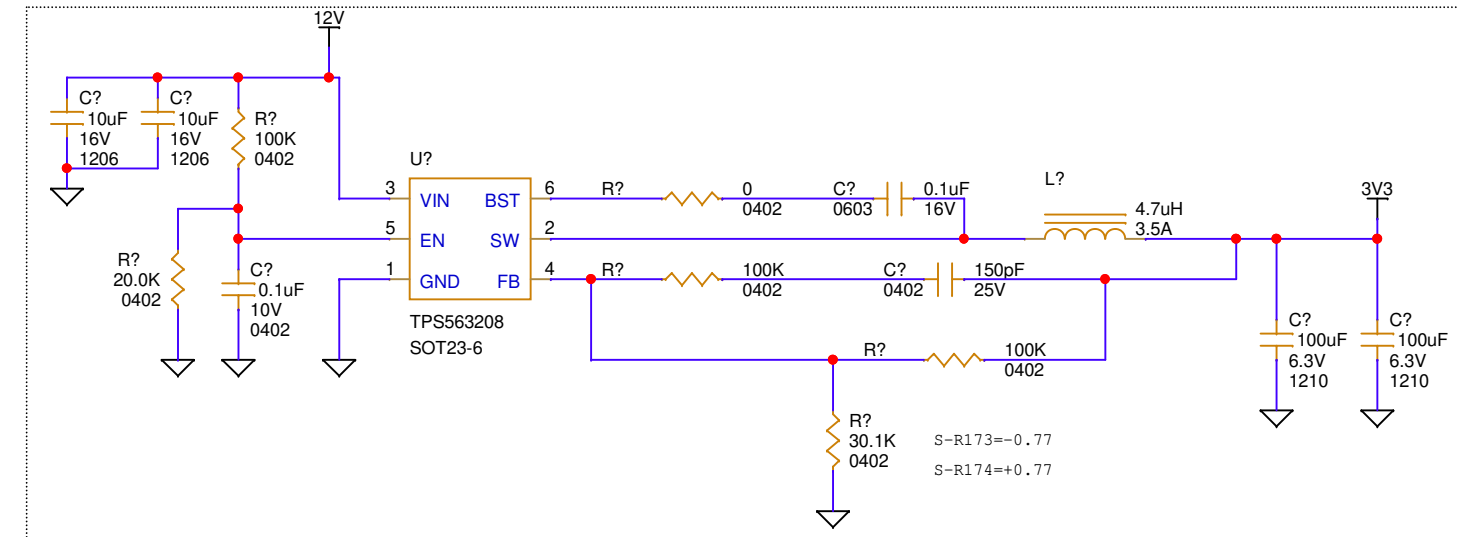 12V
C?
10uF
16V
1206
C?
10uF
16V
1206
R?
100K
0402
U?
3 VIN BST 6
5 EN SW 2
1 GND FB 4
TPS563208
SOT23-6
R?
20.0K
0402
C?
0.1uF
10V
0402
R?
0
0402
C?
0603
0.1uF
16V
L?
4.7uH
3.5A
3V3
R?
100K
0402
C?
0402
150pF
25V
R?
100K
0402
R?
30.1K
0402
S-R173=-0.77
S-R174=+0.77
C?
100uF
6.3V
1210
C?
100uF
6.3V
1210